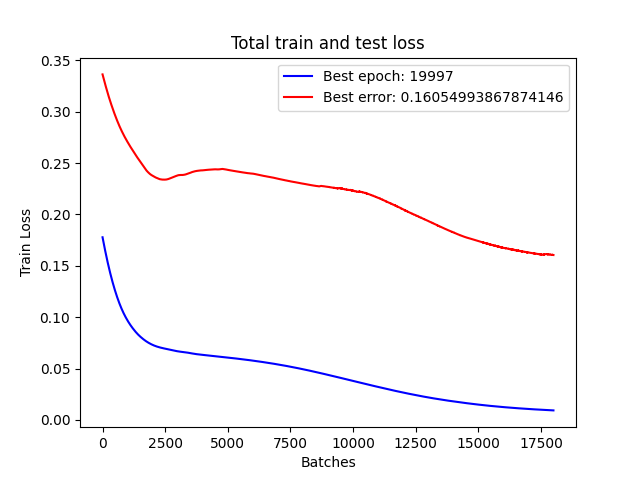 Total train and test loss
Best epoch: 19997
Best error: 0.16054993867874146
Train Loss
0.35
0.30
0.25
0.20
0.15
0.10
0.05
0.00
0 2500 5000 7500 10000 12500 15000 17500
Batches